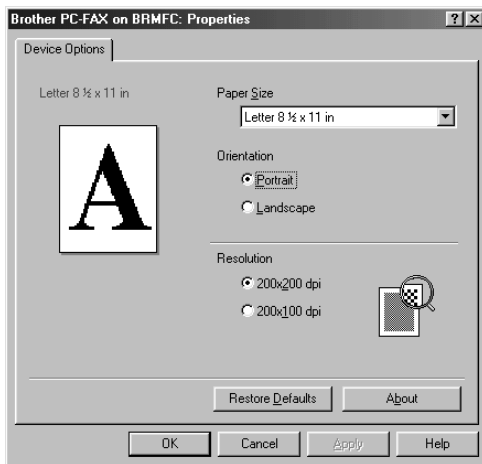 Brother PC-FAX on BRMFC: Properties
Device Options
Letter 8 ½ x 11 in
A
Paper Size
Letter 8 ½ x 11 in
Orientation
Portrait
Landscape
Resolution
200x200 dpi
200x100 dpi
Restore Defaults
About
OK
Cancel
Apply
Help